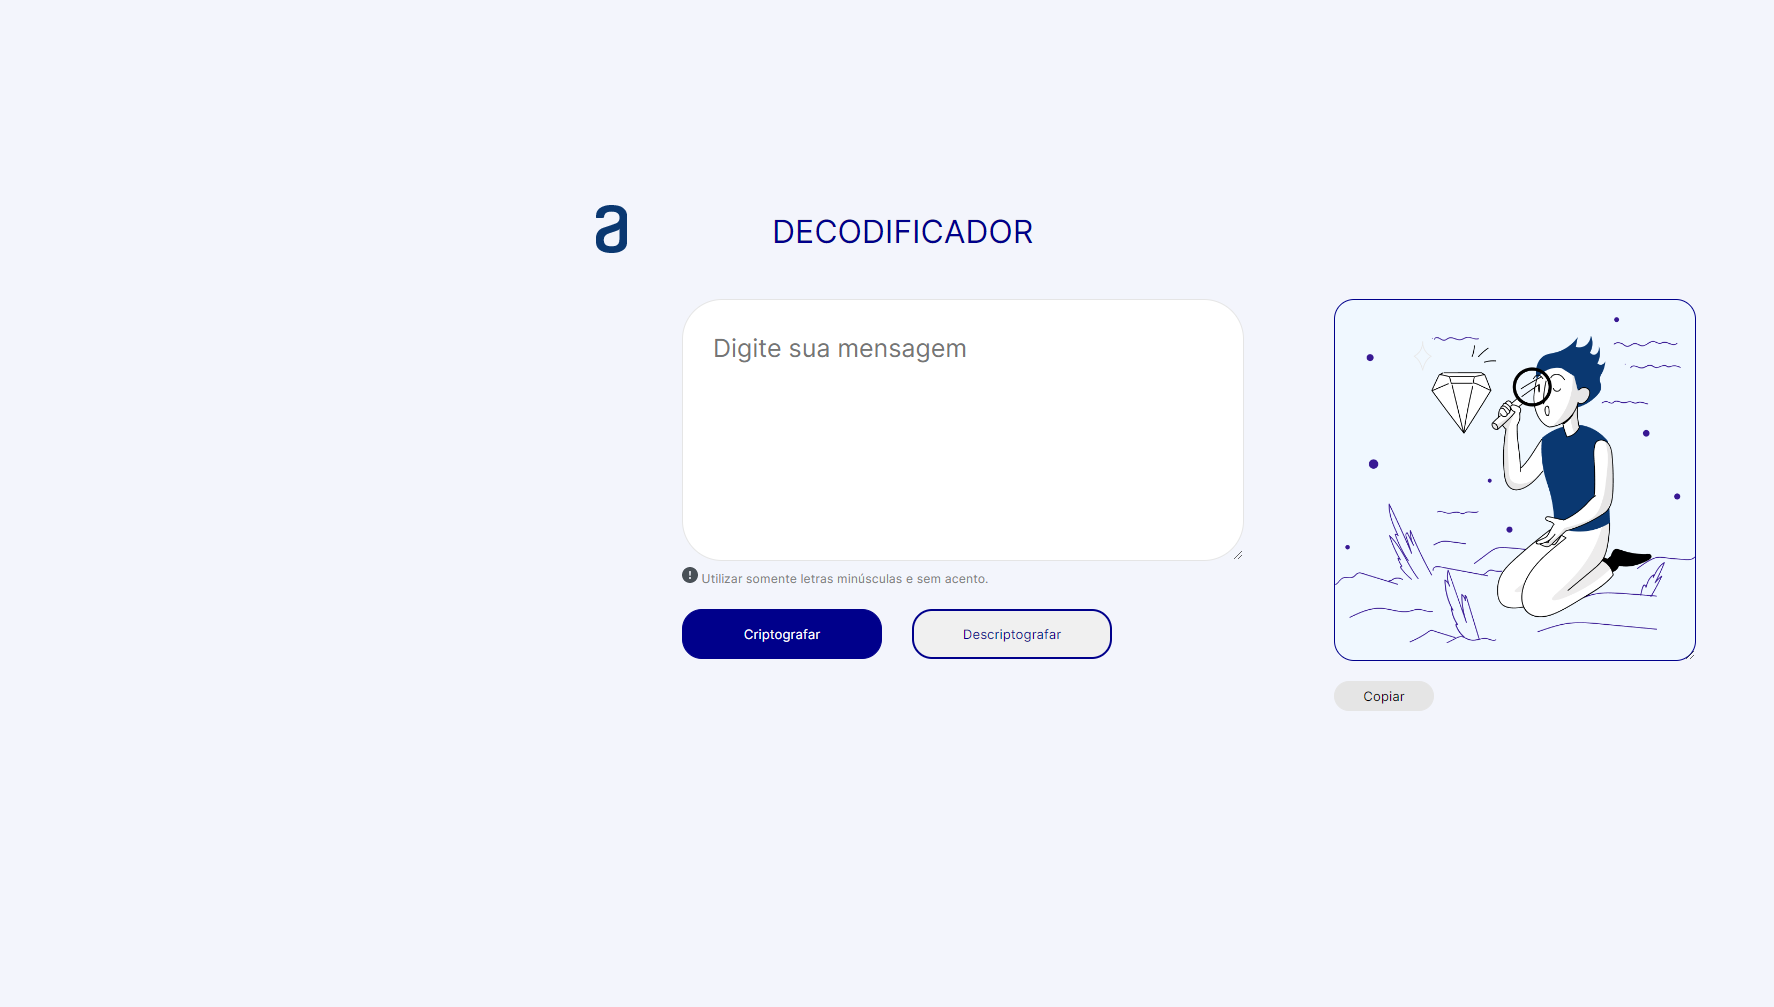 a
DECODIFICADOR
Digite sua mensagem
Utilizar somente letras minúsculas e sem acento.
Criptografar
Descriptografar
Copiar